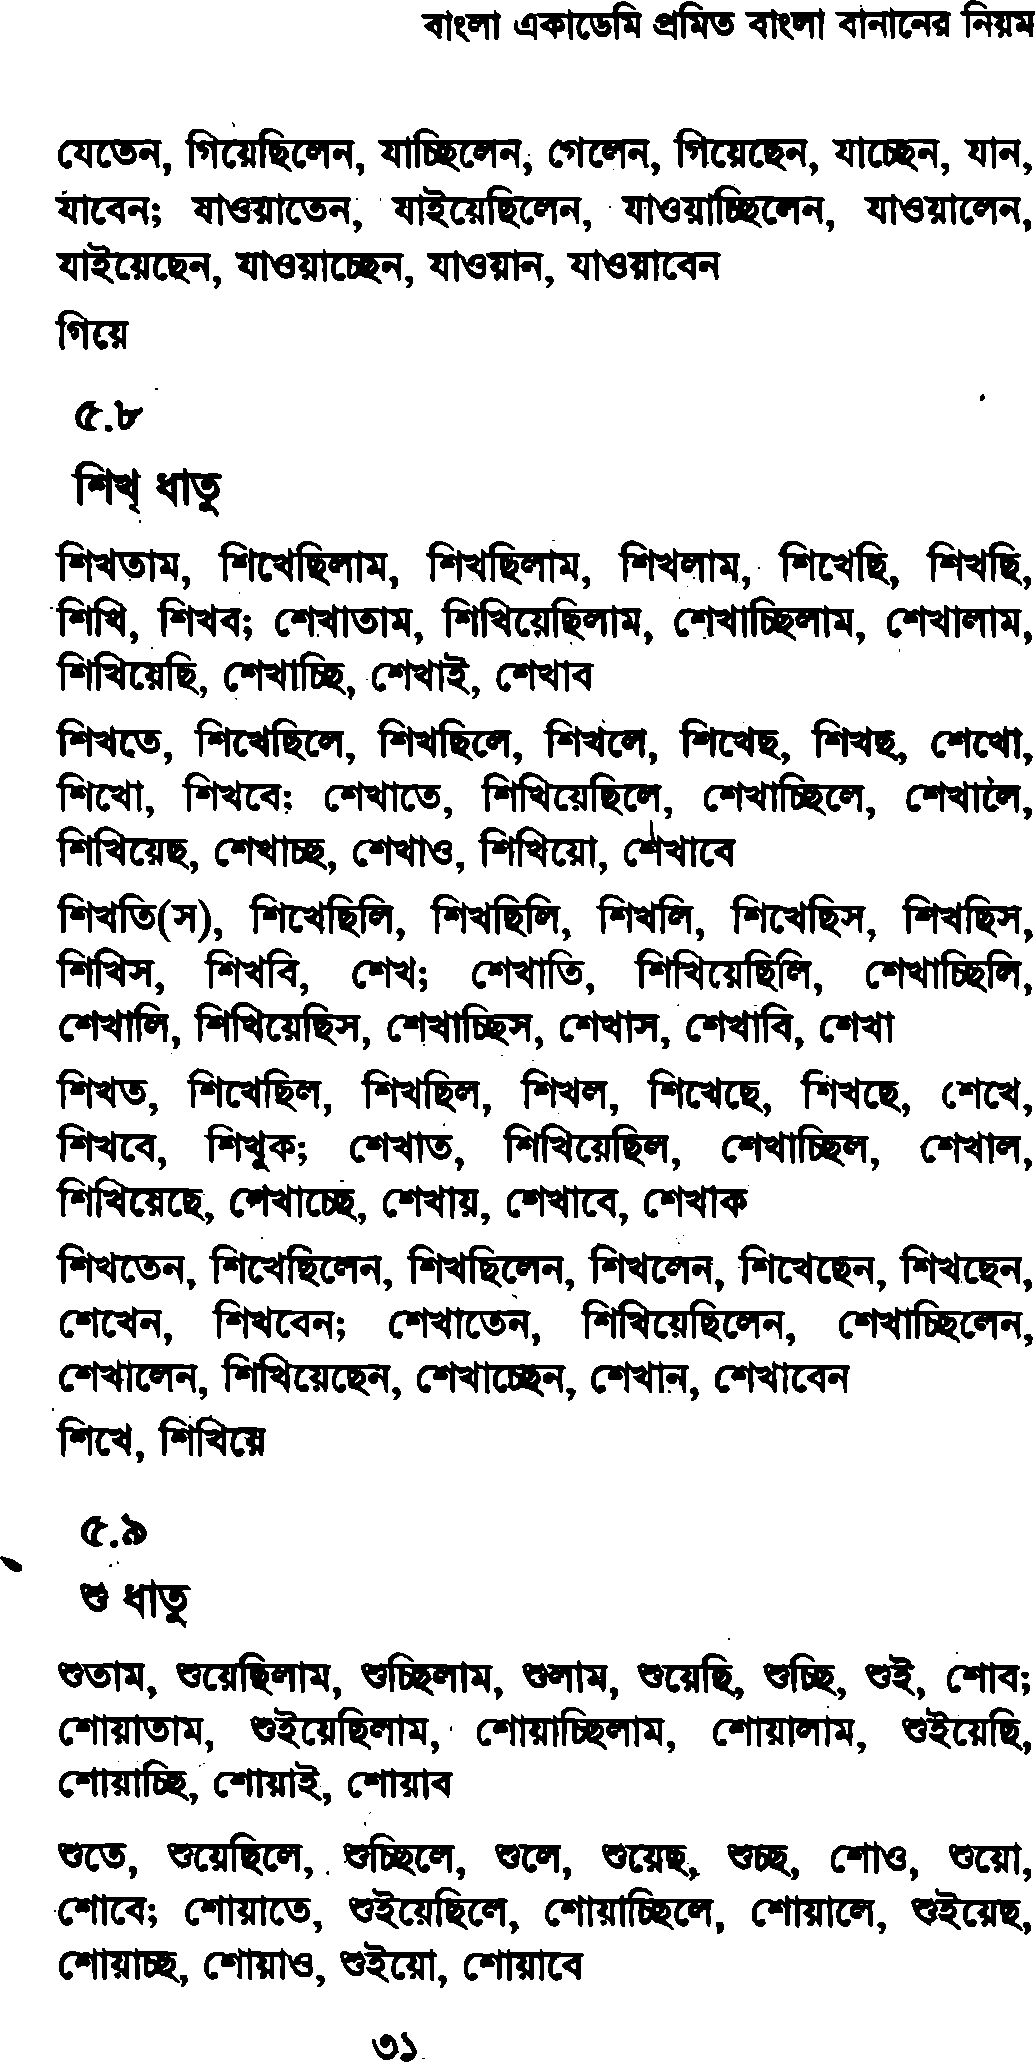 বাংলা একাডেমি প্রমিত বাংলা বানানের নিয়ম
যেতেন, গিয়েছিলেন, যাচ্ছিলেন, গেলেন, গিয়েছেন, যাচ্ছেন, যান,
যাবেন; যাওয়াতেন, যাইয়েছিলেন, যাওয়াচ্ছিলেন, যাওয়ালেন,
যাইয়েছেন, যাওয়াচ্ছেন, যাওয়ান, যাওয়াবেন
গিয়ে
৫.৮
শিখ্ ধাতু
শিখতাম, শিখেছিলাম, শিখছিলাম, শিখলাম, শিখেছি, শিখছি,
শিখি, শিখব; শেখাতাম, শিখিয়েছিলাম, শেখাচ্ছিলাম, শেখালাম,
শিখিয়েছি, শেখাচ্ছি, শেখাই, শেখাব
শিখতে, শিখেছিলে, শিখছিলে, শিখলে, শিখেছ, শিখছ, শেখো,
শিখো, শিখবে; শেখাতে, শিখিয়েছিলে, শেখাচ্ছিলে, শেখালে,
শিখিয়েছ, শেখাচ্ছ, শেখাও, শিখিয়ো, শেখাবে
শিখতি(স), শিখেছিলি, শিখছিলি, শিখলি, শিখেছিস, শিখছিস,
শিখিস, শিখবি, শেখ; শেখাতি, শিখিয়েছিলি, শেখাচ্ছিলি,
শেখালি, শিখিয়েছিস, শেখাচ্ছিস, শেখাস, শেখাবি, শেখা
শিখত, শিখেছিল, শিখছিল, শিখল, শিখেছে, শিখছে, শেখে,
শিখবে, শিখুক; শেখাত, শিখিয়েছিল, শেখাচ্ছিল, শেখাল,
শিখিয়েছে, শেখাচ্ছে, শেখায়, শেখাবে, শেখাক
শিখতেন, শিখেছিলেন, শিখছিলেন, শিখলেন, শিখেছেন, শিখছেন,
শেখেন, শিখবেন; শেখাতেন, শিখিয়েছিলেন, শেখাচ্ছিলেন,
শেখালেন, শিখিয়েছেন, শেখাচ্ছেন, শেখান, শেখাবেন
শিখে, শিখিয়ে
৫.৯
শু ধাতু
শুতাম, শুয়েছিলাম, শুচ্ছিলাম, শুলাম, শুয়েছি, শুচ্ছি, শুই, শোব;
শোয়াতাম, শুইয়েছিলাম, শোয়াচ্ছিলাম, শোয়ালাম, শুইয়েছি,
শোয়াচ্ছি, শোয়াই, শোয়াব
শুতে, শুয়েছিলে, শুচ্ছিলে, শুলে, শুয়েছ, শুচ্ছ, শোও, শুয়ো,
শোবে; শোয়াতে, শুইয়েছিলে, শোয়াচ্ছিলে, শোয়ালে, শুইয়েছ,
শোয়াচ্ছ, শোয়াও, শুইয়ো, শোয়াবে
৩১